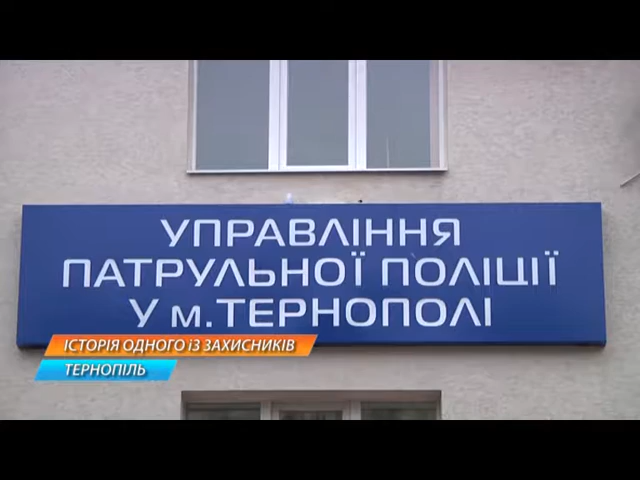 УПРАВЛІННЯ
ПАТРУЛЬНОЇ ПОЛІЦІЇ
У м. ТЕРНОПОЛІ
ІСТОРІЯ ОДНОГО ІЗ ЗАХИСНИКІВ
ТЕРНОПІЛЬ